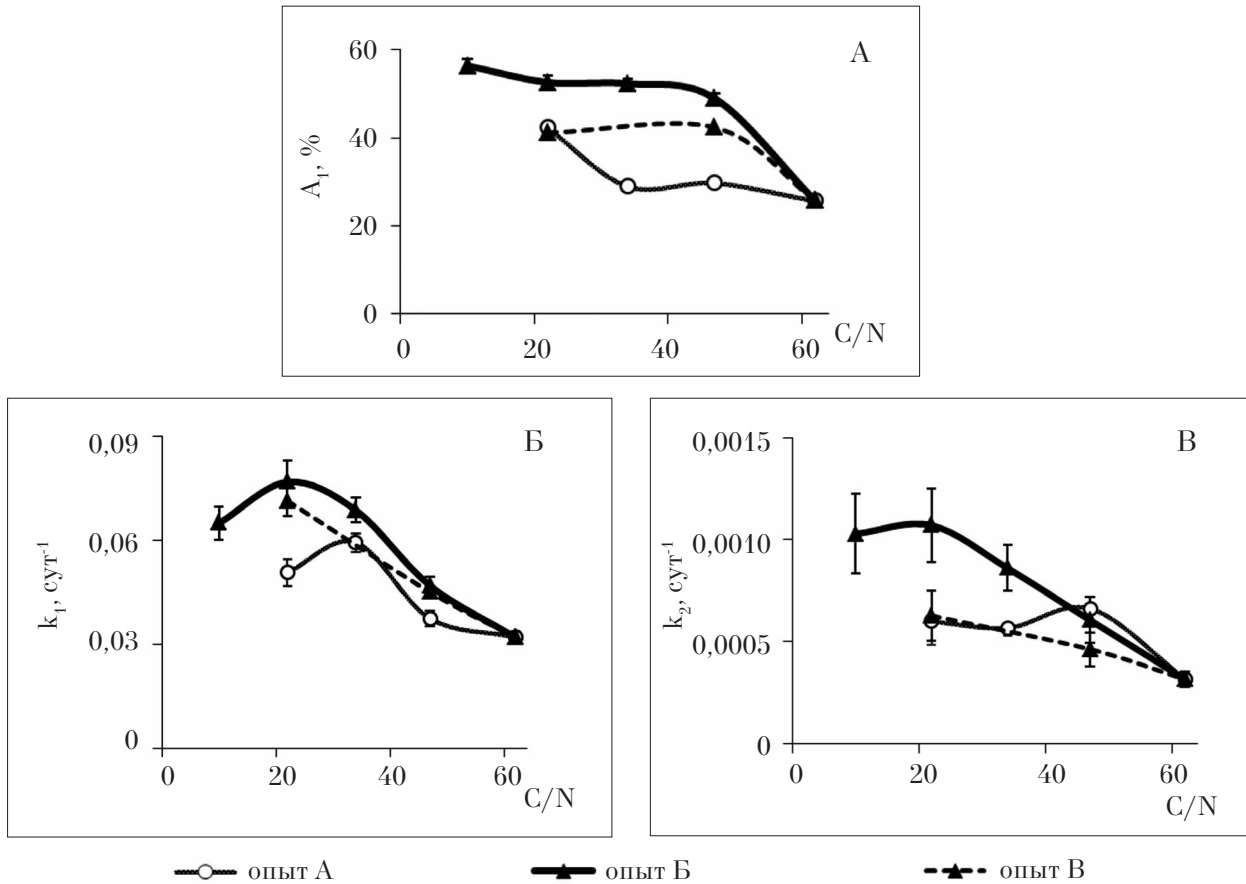 А
60
40
20
0
A₁, %
0 20 40 60 C/N
Б
0,09
0,06
0,03
0
k₁, сут⁻¹
0 20 40 60
C/N
В
0,0015
0,0010
0,0005
0
k₂, сут⁻¹
0 20 40 60
C/N
опыт А опыт Б опыт В